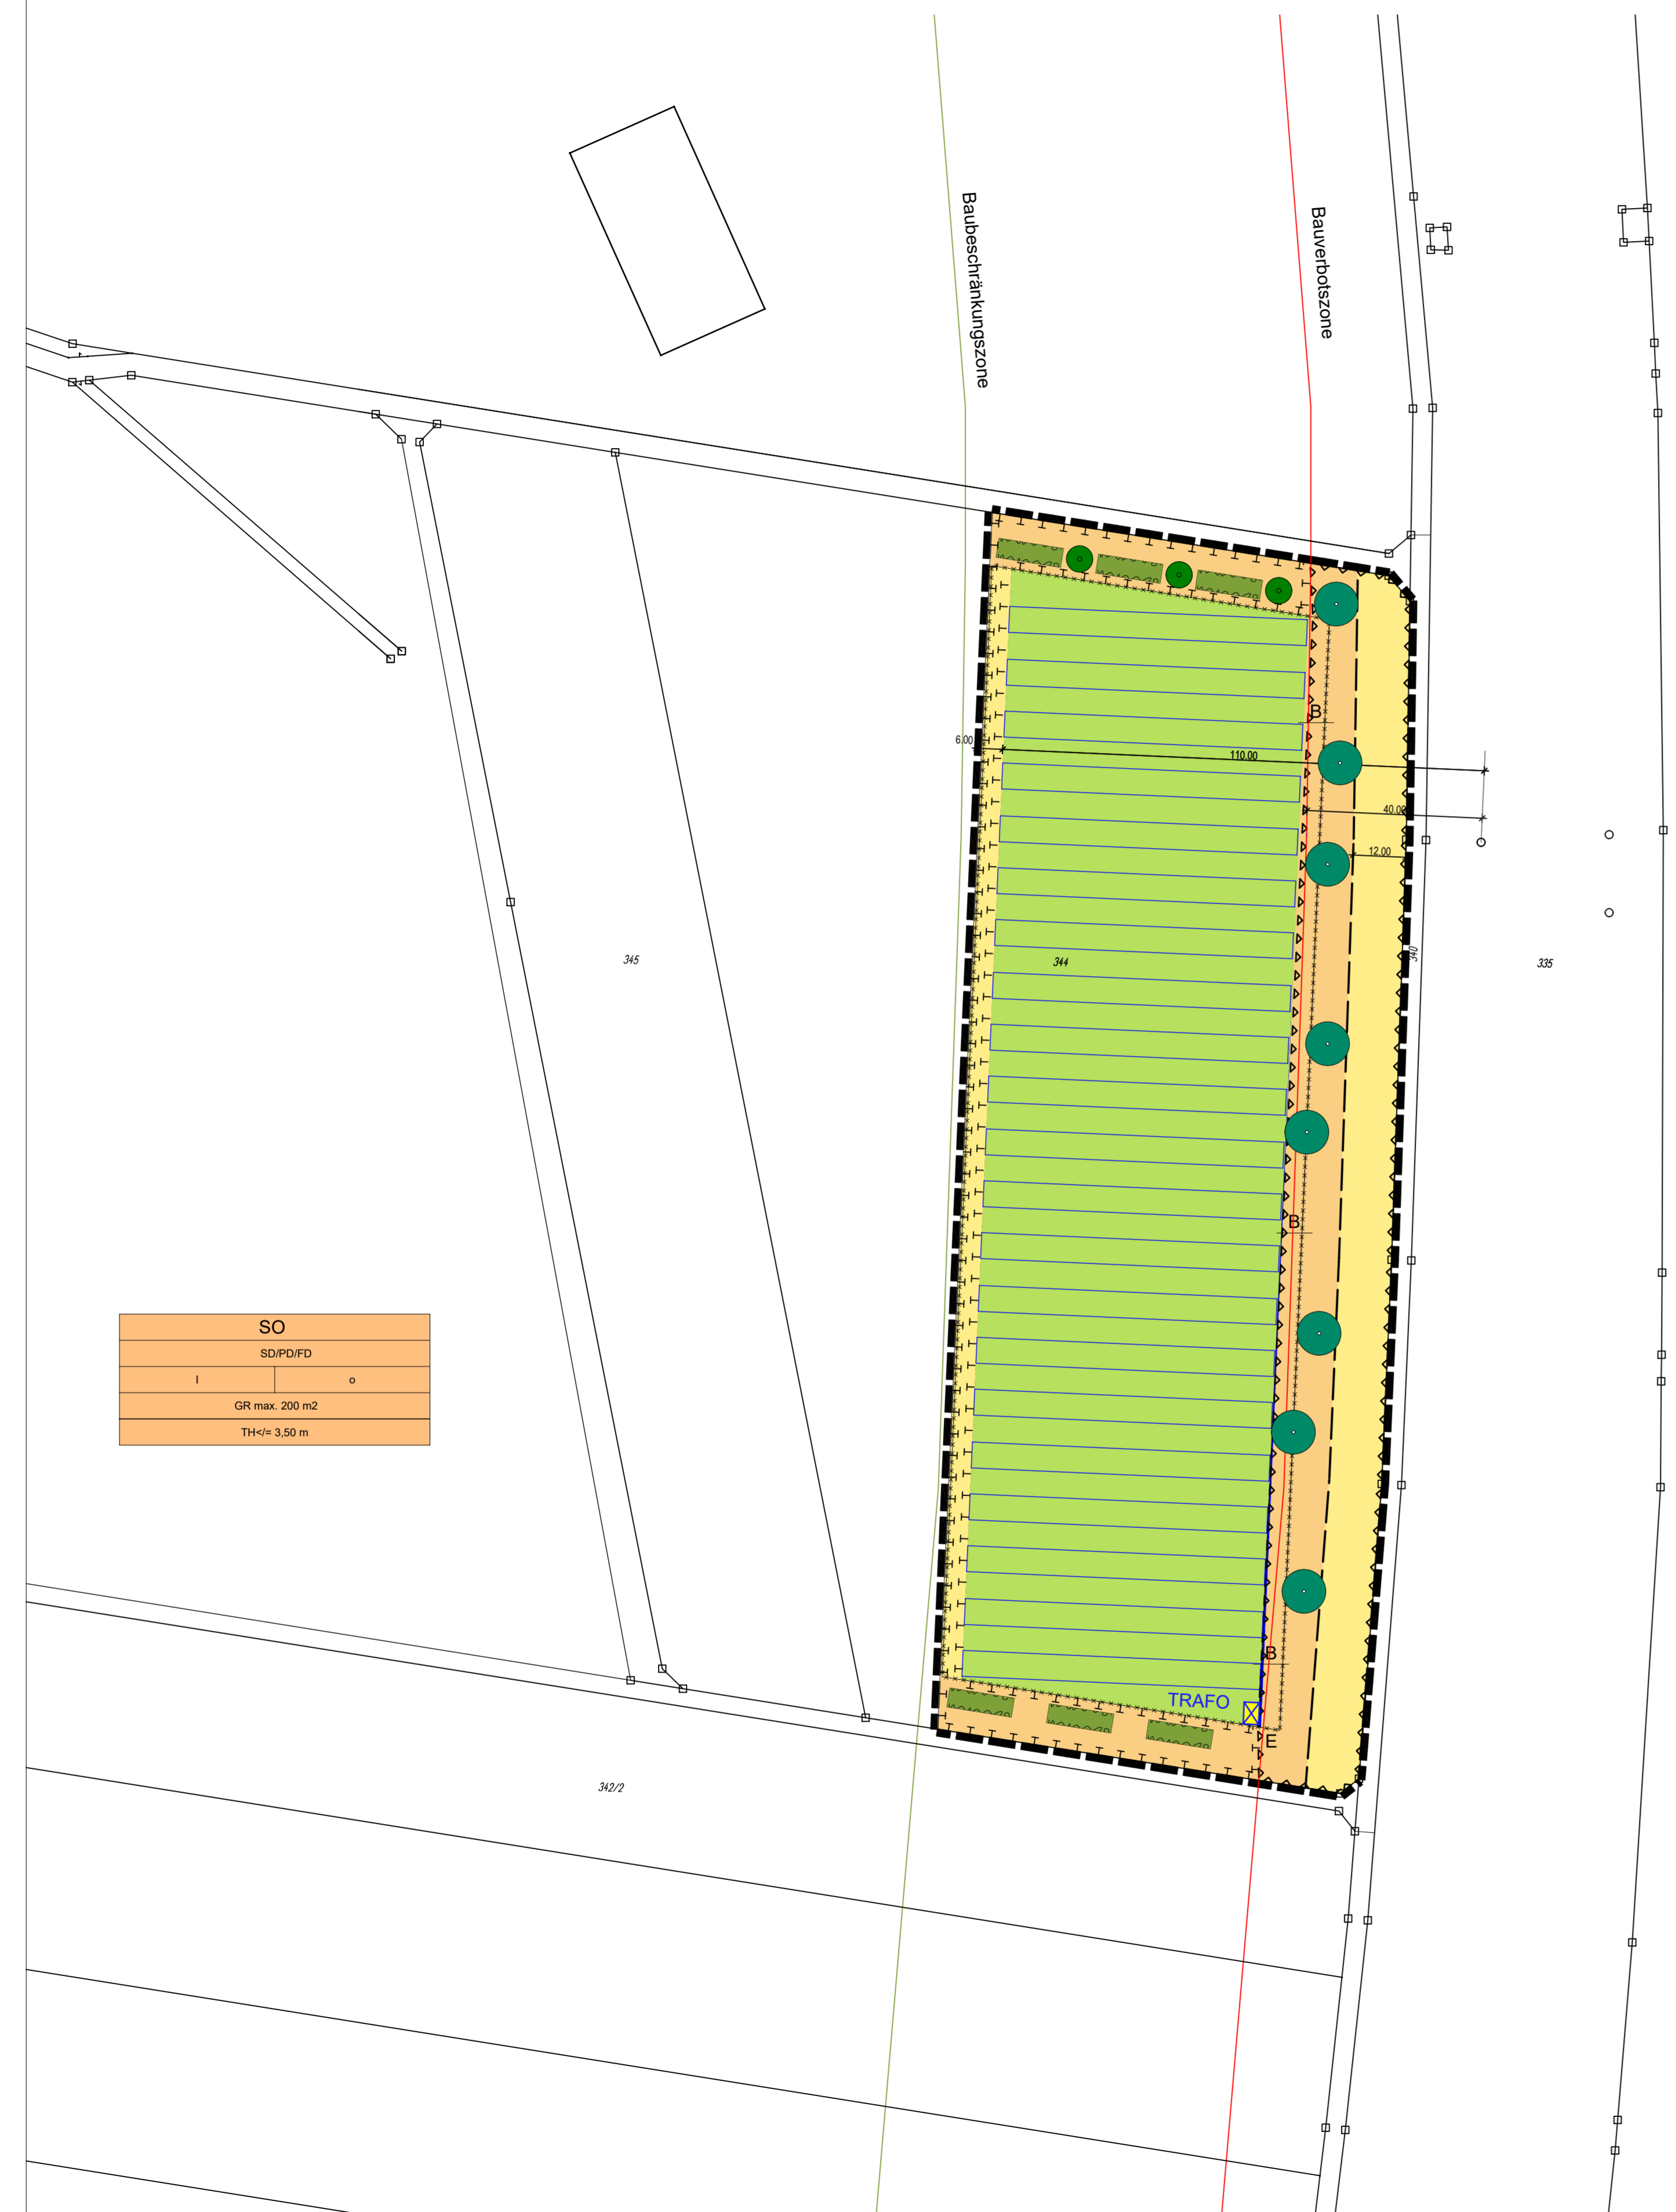 Baubeschränkungszone
Bauverbotszone
B
6.00
110.00
40.00
12.00
345
344
340
335
B
SO
SD/PD/FD
I
o
GR max. 200 m2
TH</= 3,50 m
B
TRAFO
E
342/2